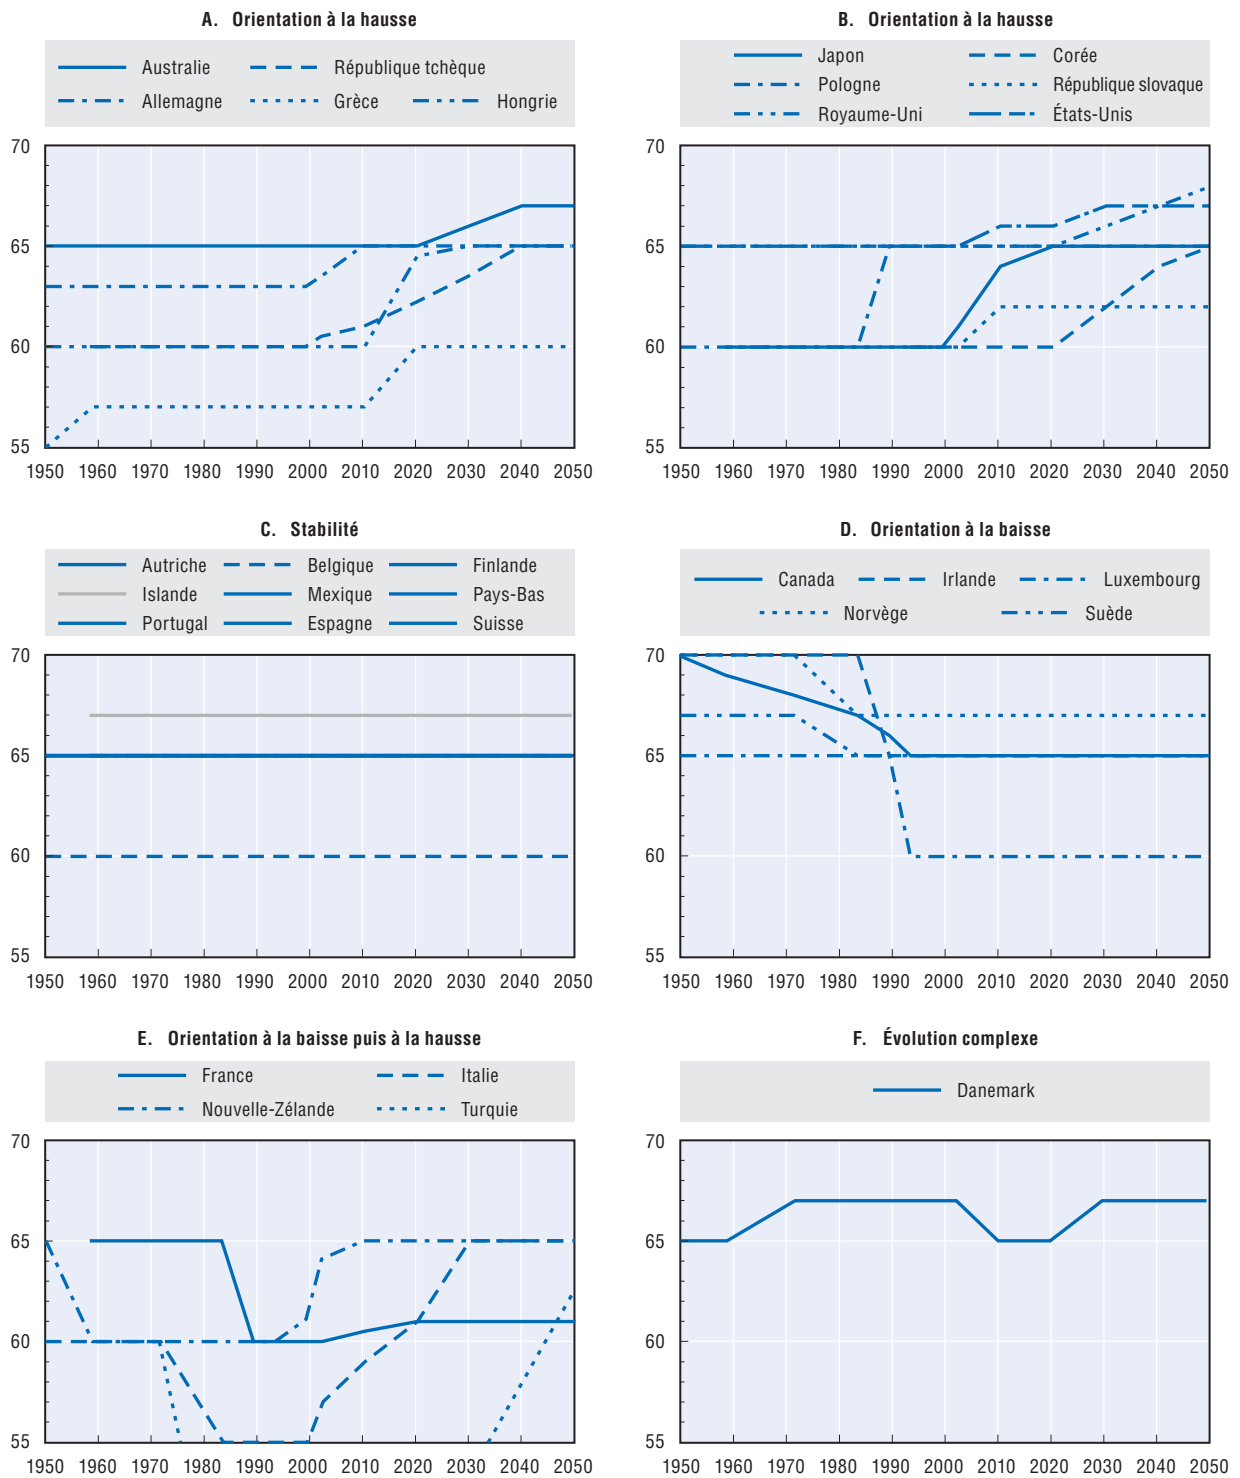 A. Orientation à la hausse
Australie République tchèque
Allemagne Grèce Hongrie
70
65
60
55
1950 1960 1970 1980 1990 2000 2010 2020 2030 2040 2050
B. Orientation à la hausse
Japon Corée
Pologne République slovaque
Royaume-Uni États-Unis
70
65
60
55
1950 1960 1970 1980 1990 2000 2010 2020 2030 2040 2050
C. Stabilité
Autriche Belgique Finlande
Islande Mexique Pays-Bas
Portugal Espagne Suisse
70
65
60
55
1950 1960 1970 1980 1990 2000 2010 2020 2030 2040 2050
D. Orientation à la baisse
Canada Irlande Luxembourg
Norvège Suède
70
65
60
55
1950 1960 1970 1980 1990 2000 2010 2020 2030 2040 2050
E. Orientation à la baisse puis à la hausse
France Italie
Nouvelle-Zélande Turquie
70
65
60
55
1950 1960 1970 1980 1990 2000 2010 2020 2030 2040 2050
F. Évolution complexe
Danemark
70
65
60
55
1950 1960 1970 1980 1990 2000 2010 2020 2030 2040 2050